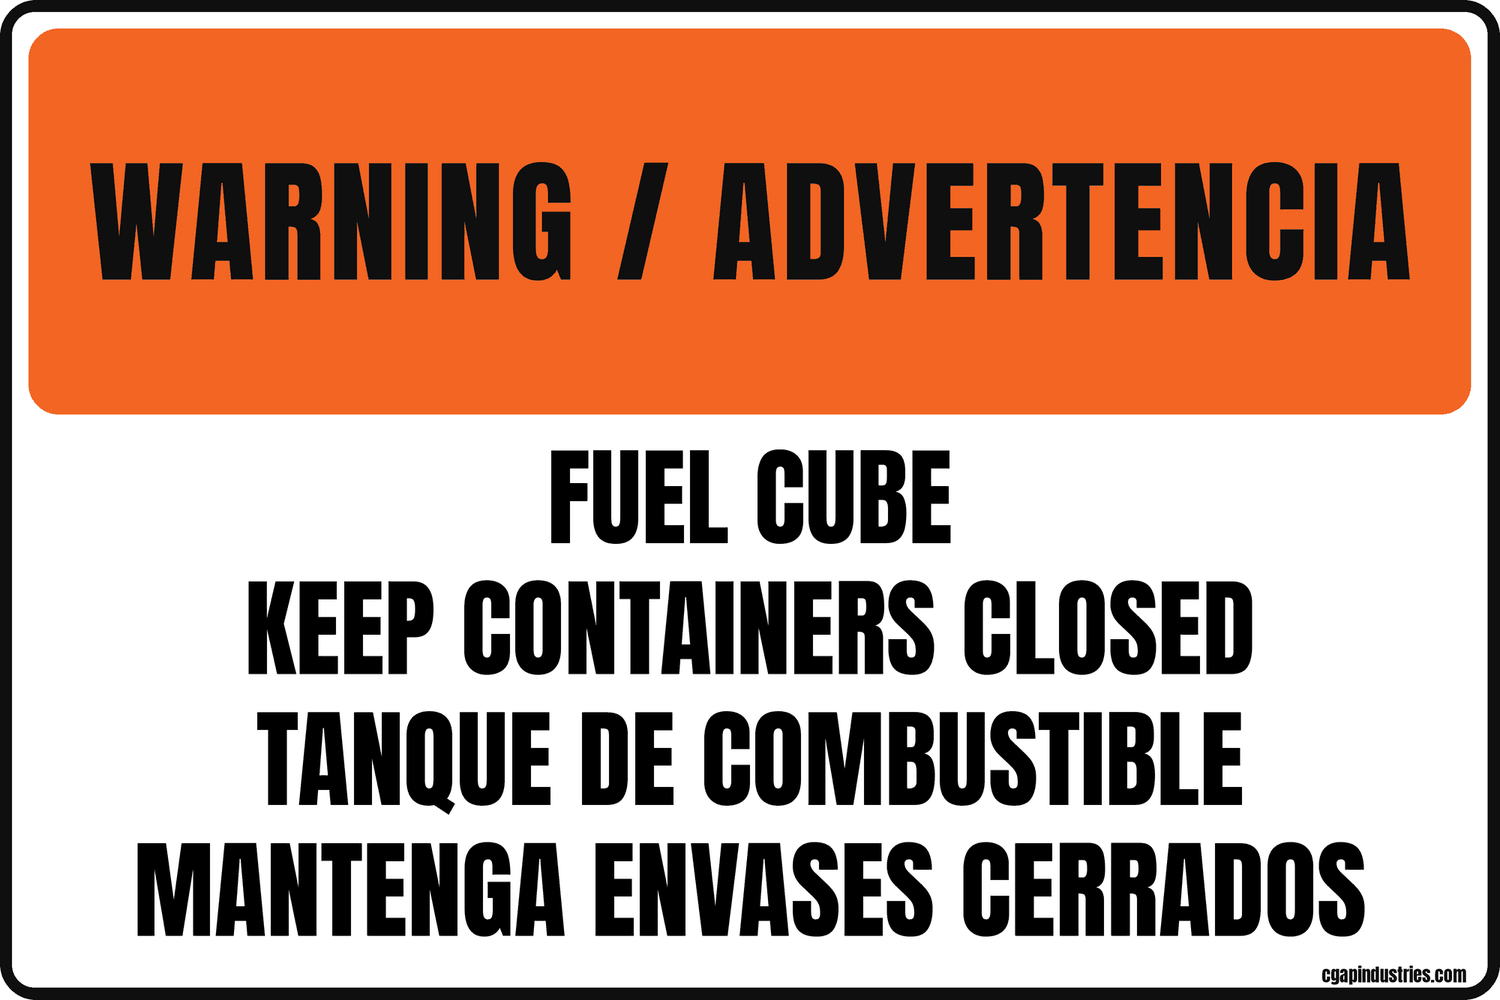 WARNING / ADVERTENCIA
FUEL CUBE
KEEP CONTAINERS CLOSED
TANQUE DE COMBUSTIBLE
MANTENGA ENVASES CERRADOS
cgapindustries.com